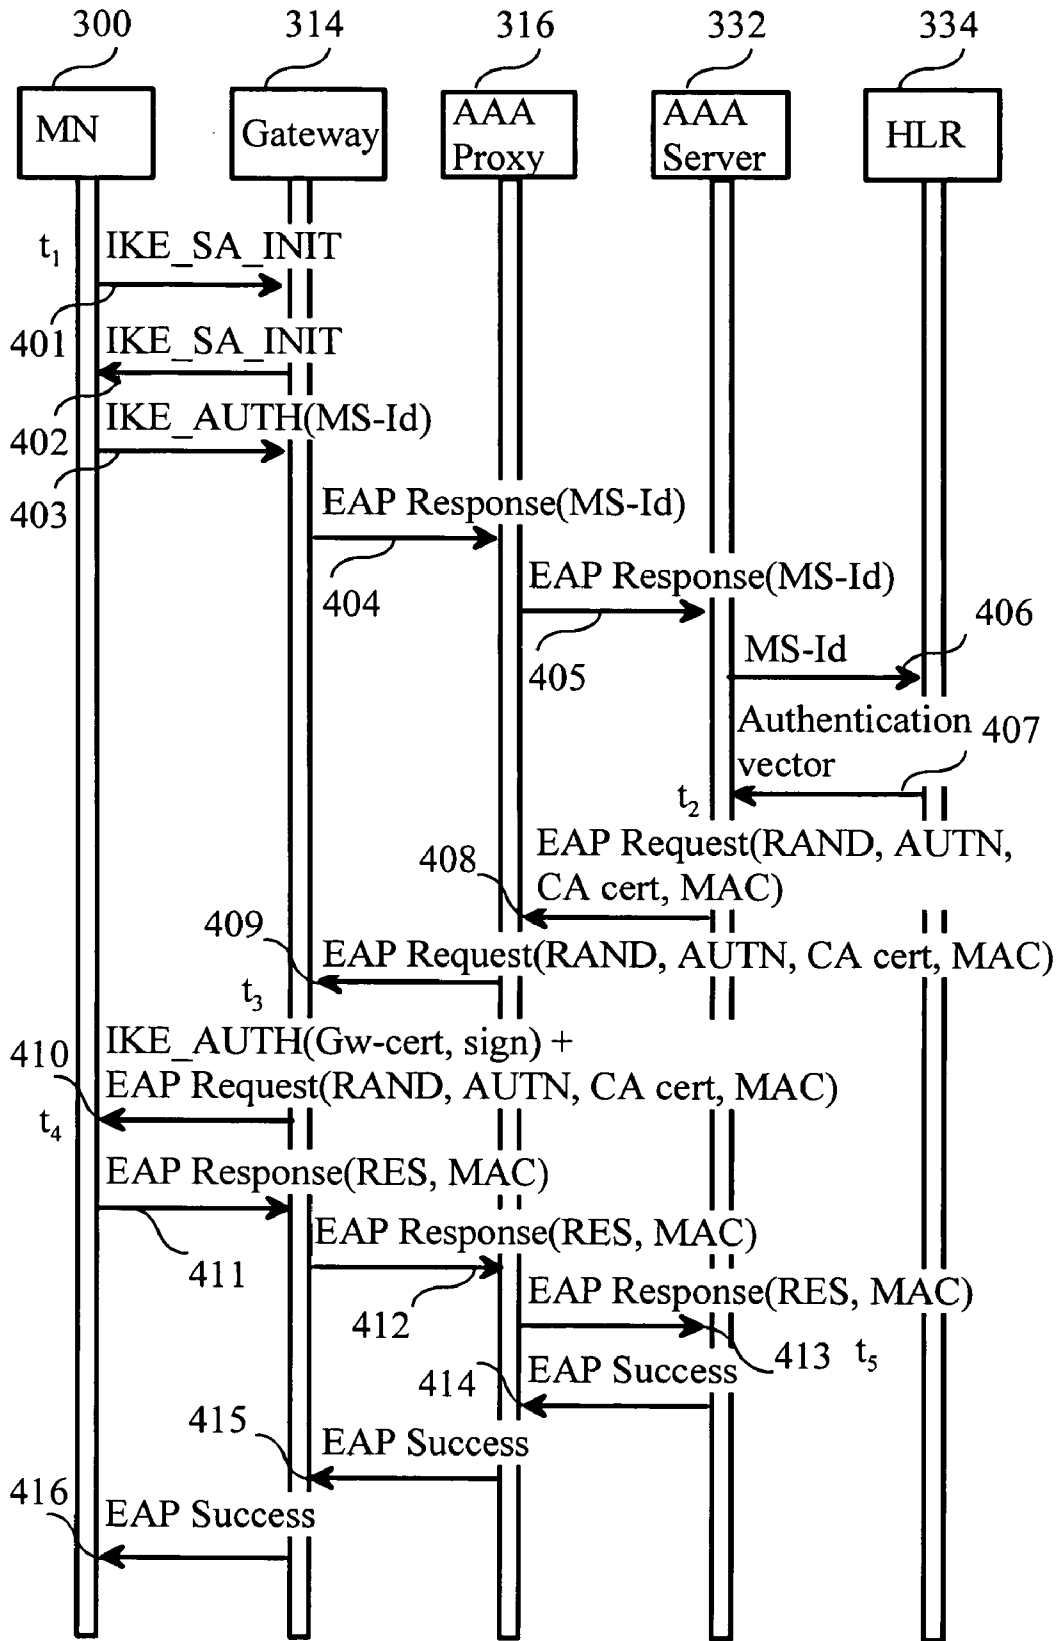 300 314 316 332 334
MN
Gateway
AAA
Proxy
AAA
Server
HLR
t1 IKE_SA_INIT
401
IKE_SA_INIT
402
IKE_AUTH(MS-Id)
403
EAP Response(MS-Id)
404
EAP Response(MS-Id)
405
406
MS-Id
Authentication
vector
407
t2
EAP Request(RAND, AUTN,
CA cert, MAC)
408
409
EAP Request(RAND, AUTN, CA cert, MAC)
t3
IKE_AUTH(Gw-cert, sign) +
EAP Request(RAND, AUTN, CA cert, MAC)
410
t4
EAP Response(RES, MAC)
411
EAP Response(RES, MAC)
412
EAP Response(RES, MAC)
413 t5
EAP Success
414
415
EAP Success
416
EAP Success